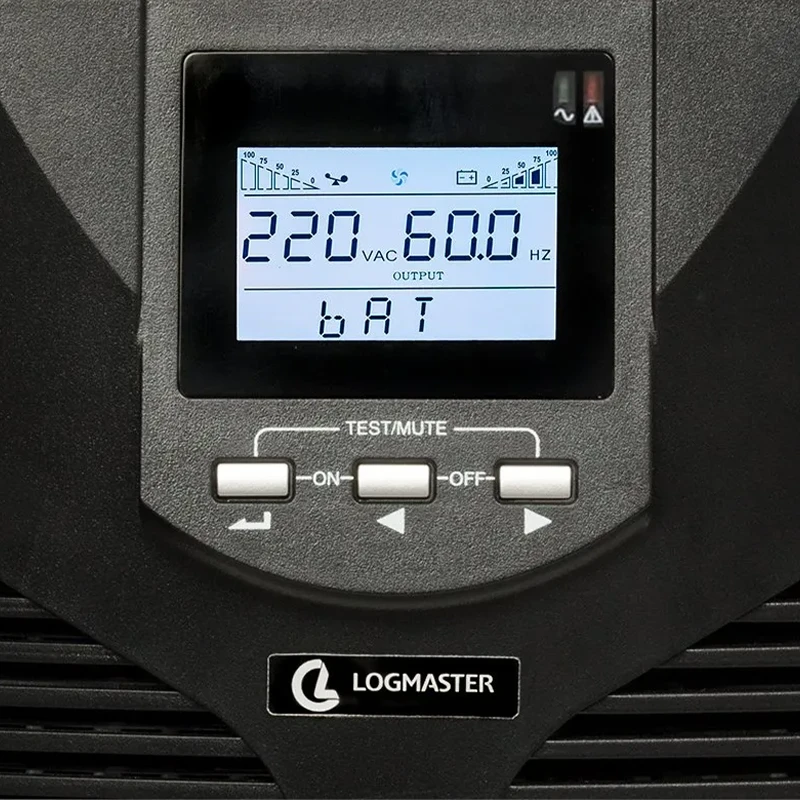 100 75 50 25 0 0 25 50 75 100
220 VAC 60.0 HZ
OUTPUT
bAT
TEST/MUTE
ON OFF
LOGMASTER